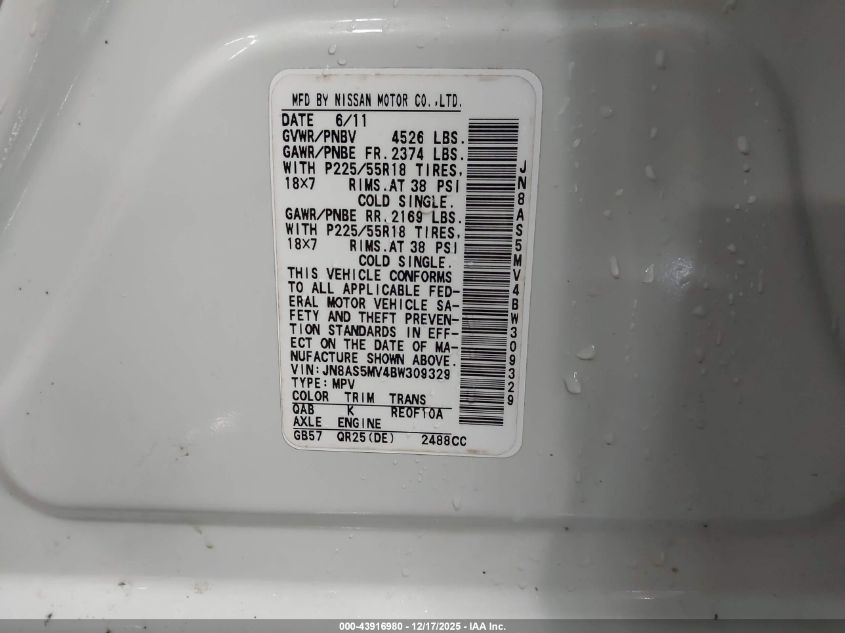 MFD BY NISSAN MOTOR CO.,LTD.
DATE 6/11
GVWR/PNBV 4526 LBS.
GAWR/PNBE FR. 2374 LBS.
WITH P225/55R18 TIRES,
18X7 RIMS.AT 38 PSI
COLD SINGLE.
GAWR/PNBE RR. 2169 LBS.
WITH P225/55R18 TIRES,
18X7 RIMS.AT 38 PSI
COLD SINGLE.
THIS VEHICLE CONFORMS
TO ALL APPLICABLE FED-
ERAL MOTOR VEHICLE SA-
FETY AND THEFT PREVEN-
TION STANDARDS IN EFF-
ECT ON THE DATE OF MA-
NUFACTURE SHOWN ABOVE.
VIN:JN8AS5MV4BW309329
TYPE:MPV
COLOR TRIM TRANS
QAB K RE0F10A
AXLE ENGINE
GB57 QR25(DE) 2488CC
JN8AS5MV4BW309329
000-43916980 - 12/17/2025 - IAA Inc.